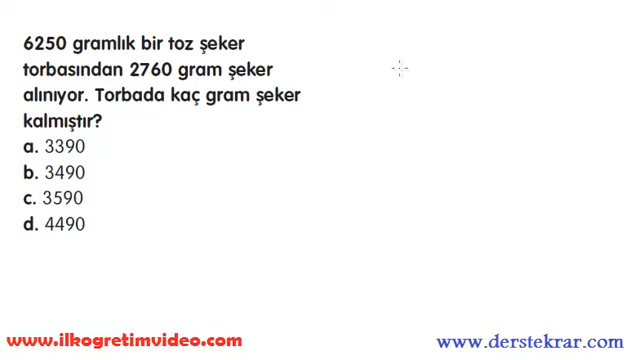 6250 gramlık bir toz şeker
torbasından 2760 gram şeker
alınıyor. Torbada kaç gram şeker
kalmıştır?
a. 3390
b. 3490
c. 3590
d. 4490
www.ilkogretimvideo.com
www.derstekrar.com